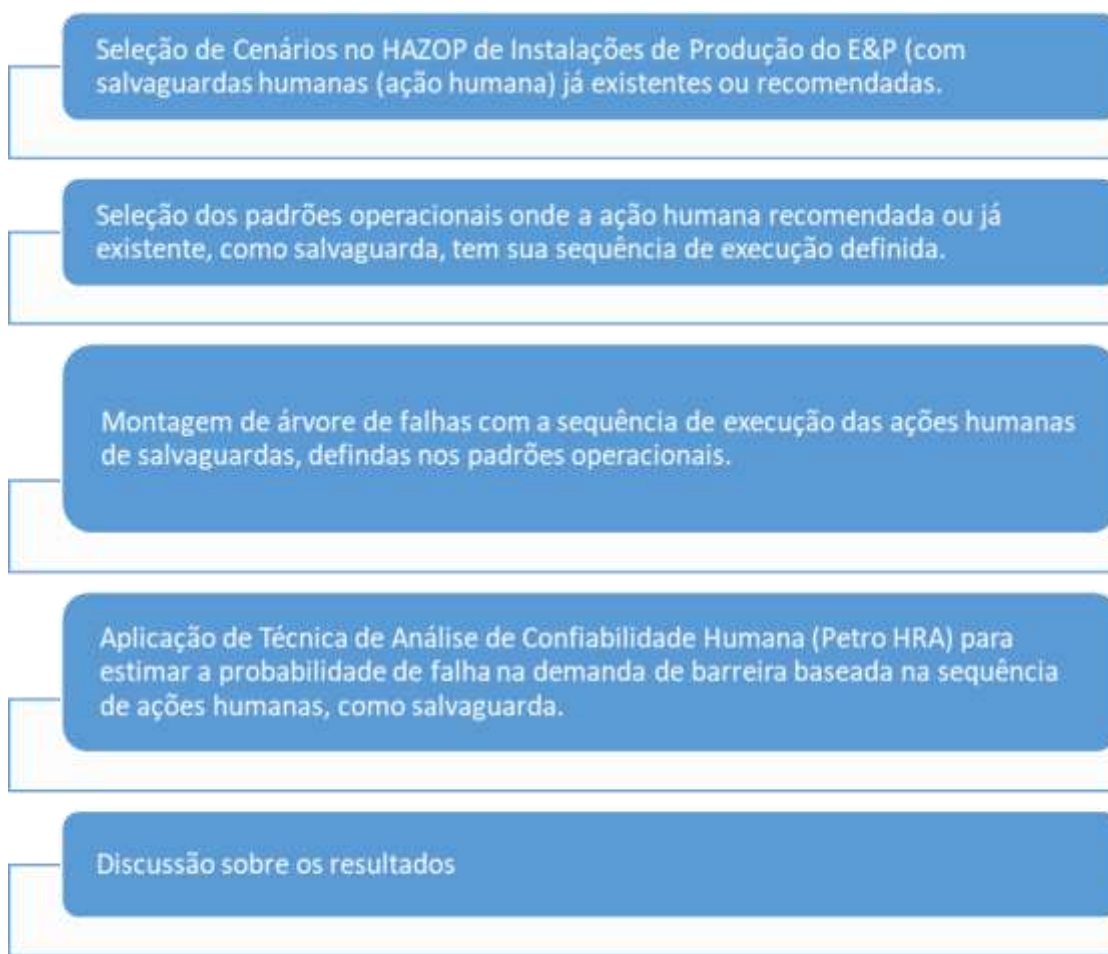 Seleção de Cenários no HAZOP de Instalações de Produção do E&P (com
salvaguardas humanas (ação humana) já existentes ou recomendadas.
Seleção dos padrões operacionais onde a ação humana recomendada ou já
existente, como salvaguarda, tem sua sequência de execução definida.
Montagem de árvore de falhas com a sequência de execução das ações humanas
de salvaguardas, defindas nos padrões operacionais.
Aplicação de Técnica de Análise de Confiabilidade Humana (Petro HRA) para
estimar a probabilidade de falha na demanda de barreira baseada na sequência
de ações humanas, como salvaguarda.
Discussão sobre os resultados